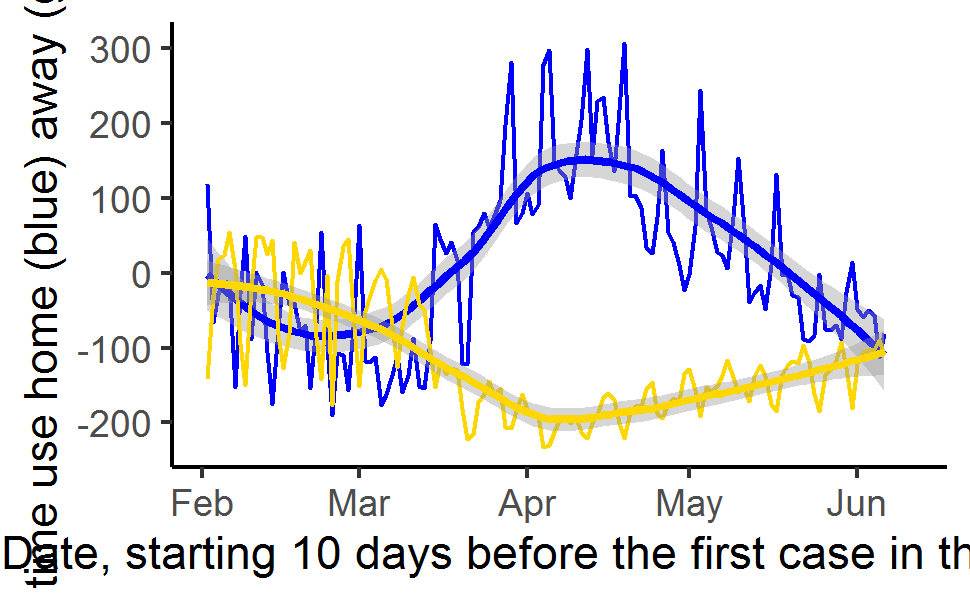 time use home (blue) away (
300
200
100
0
-100
-200
Feb Mar Apr May Jun
Date, starting 10 days before the first case in th